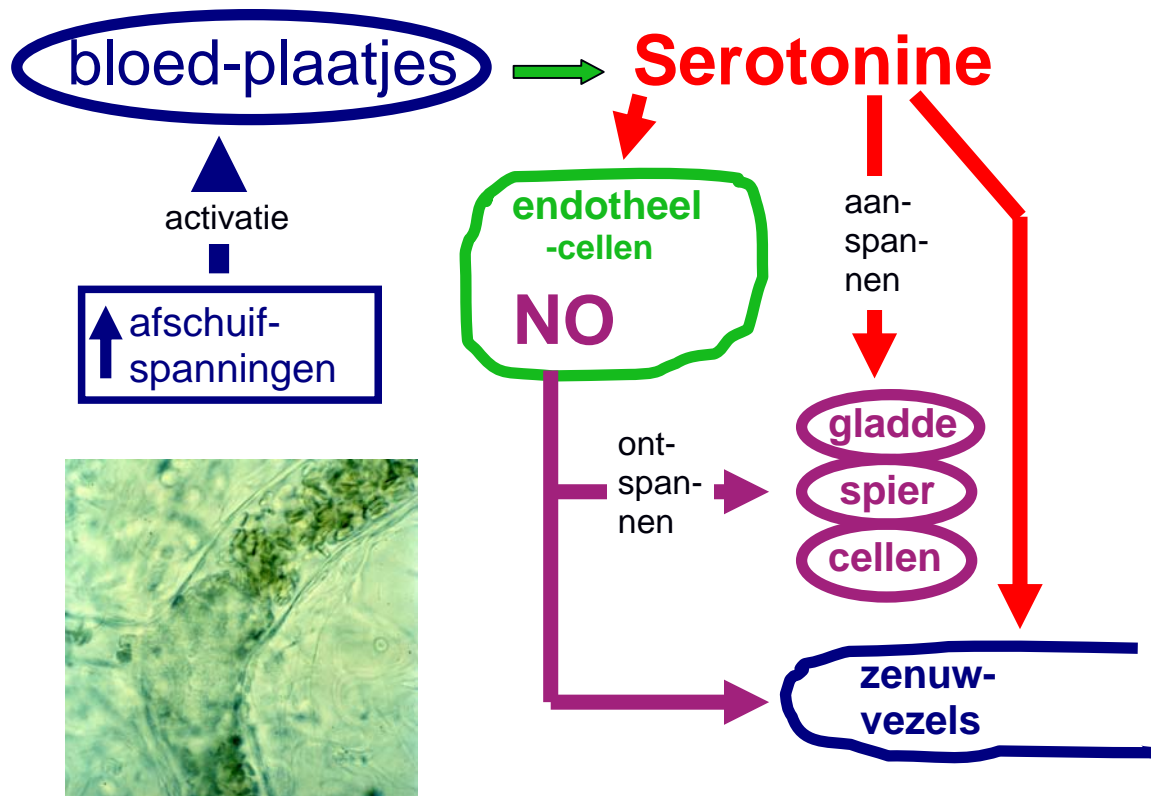 bloed-plaatjes
Serotonine
activatie
afschuif-
spanningen
endotheel
-cellen
NO
aan-
span-
nen
ont-
span-
nen
gladde
spier
cellen
zenuw-
vezels